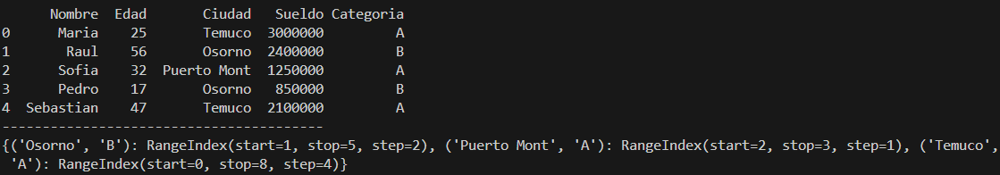 Nombre Edad Ciudad Sueldo Categoria
0 Maria 25 Temuco 3000000 A
1 Raul 56 Osorno 2400000 B
2 Sofia 32 Puerto Mont 1250000 A
3 Pedro 17 Osorno 850000 B
4 Sebastian 47 Temuco 2100000 A
----------------------------------------
{('Osorno', 'B'): RangeIndex(start=1, stop=5, step=2), ('Puerto Mont', 'A'): RangeIndex(start=2, stop=3, step=1), ('Temuco',
'A'): RangeIndex(start=0, stop=8, step=4)}